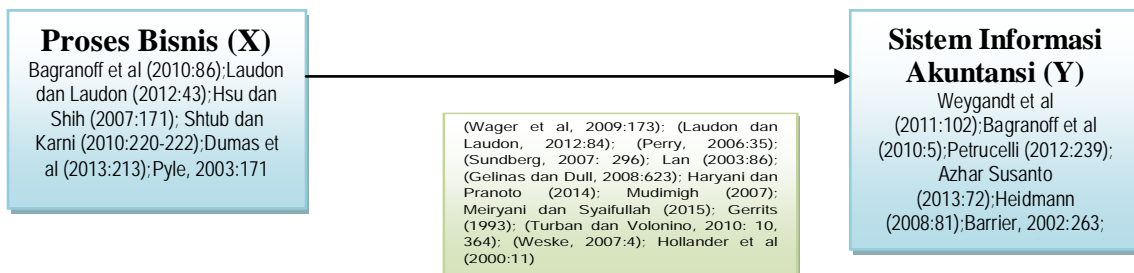 Proses Bisnis (X)
Bagranoff et al (2010:86);Laudon
dan Laudon (2012:43);Hsu dan
Shih (2007:171); Shtub dan
Karni (2010:220-222);Dumas et
al (2013:213);Pyle, 2003:171
(Wager et al, 2009:173); (Laudon dan
Laudon, 2012:84); (Perry, 2006:35);
(Sundberg, 2007: 296); Lan (2003:86);
(Gelinas dan Dull, 2008:623); Haryani dan
Pranoto (2014); Mudimigh (2007);
Meiryani dan Syaifullah (2015); Gerrits
(1993); (Turban dan Volonino, 2010: 10,
364); (Weske, 2007:4); Hollander et al
(2000:11)
Sistem Informasi
Akuntansi (Y)
Weygandt et al
(2011:102);Bagranoff et al
(2010:5);Petrucelli (2012:239);
Azhar Susanto
(2013:72);Heidmann
(2008:81);Barrier, 2002:263;